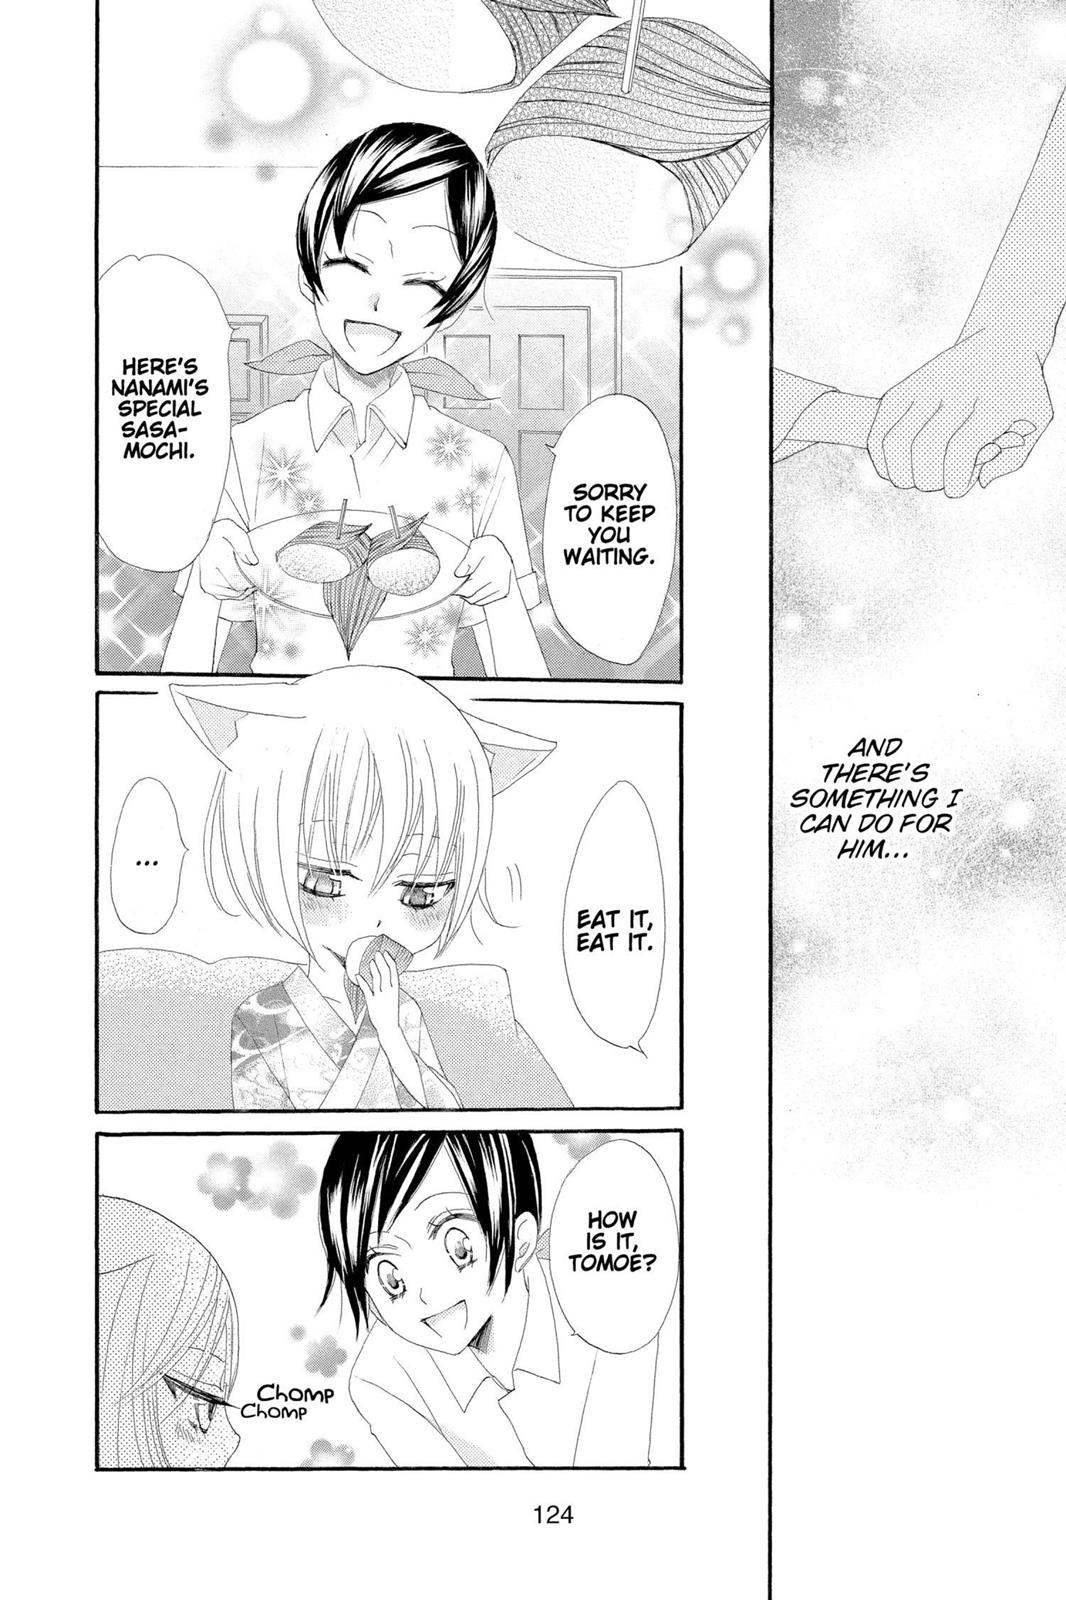 AND
THERE'S
SOMETHING I
CAN DO FOR
HIM...
SORRY
TO KEEP
YOU
WAITING.
HERE'S
NANAMI'S
SPECIAL
SASA-
MOCHI.
EAT IT,
EAT IT.
...
HOW
IS IT,
TOMOE?
CHOMP
CHOMP
124